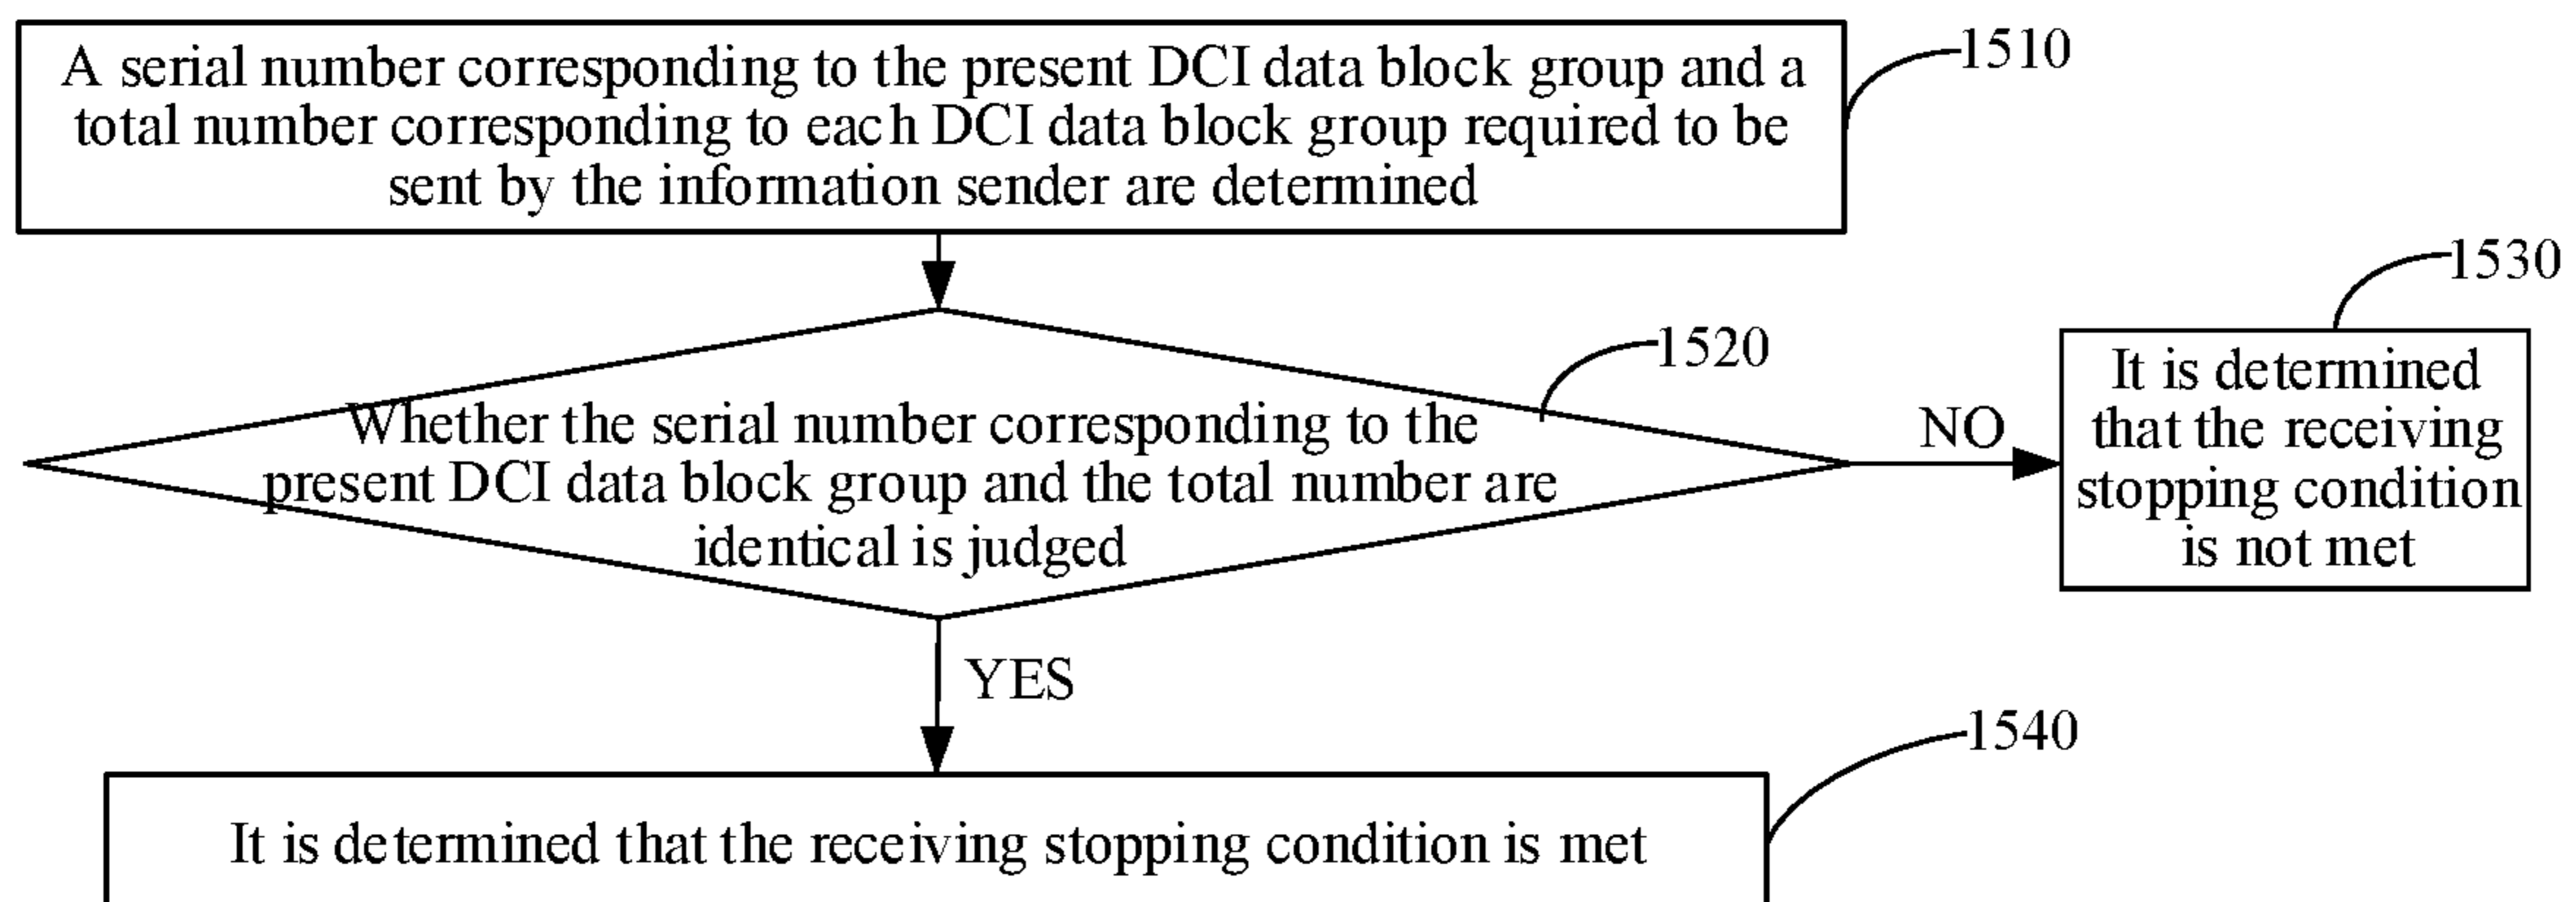 A serial number corresponding to the present DCI data block group and a
total number corresponding to each DCI data block group required to be
sent by the information sender are determined
1510
1530
1520
Whether the serial number corresponding to the
present DCI data block group and the total number are
identical is judged
NO
It is determined
that the receiving
stopping condition
is not met
YES
1540
It is determined that the receiving stopping condition is met